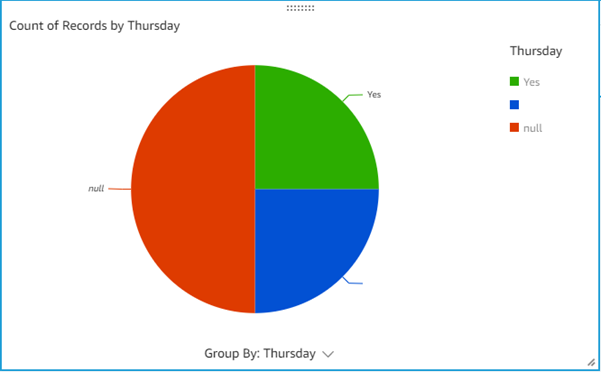 Count of Records by Thursday
Thursday
Yes
null
Yes
null
Group By: Thursday